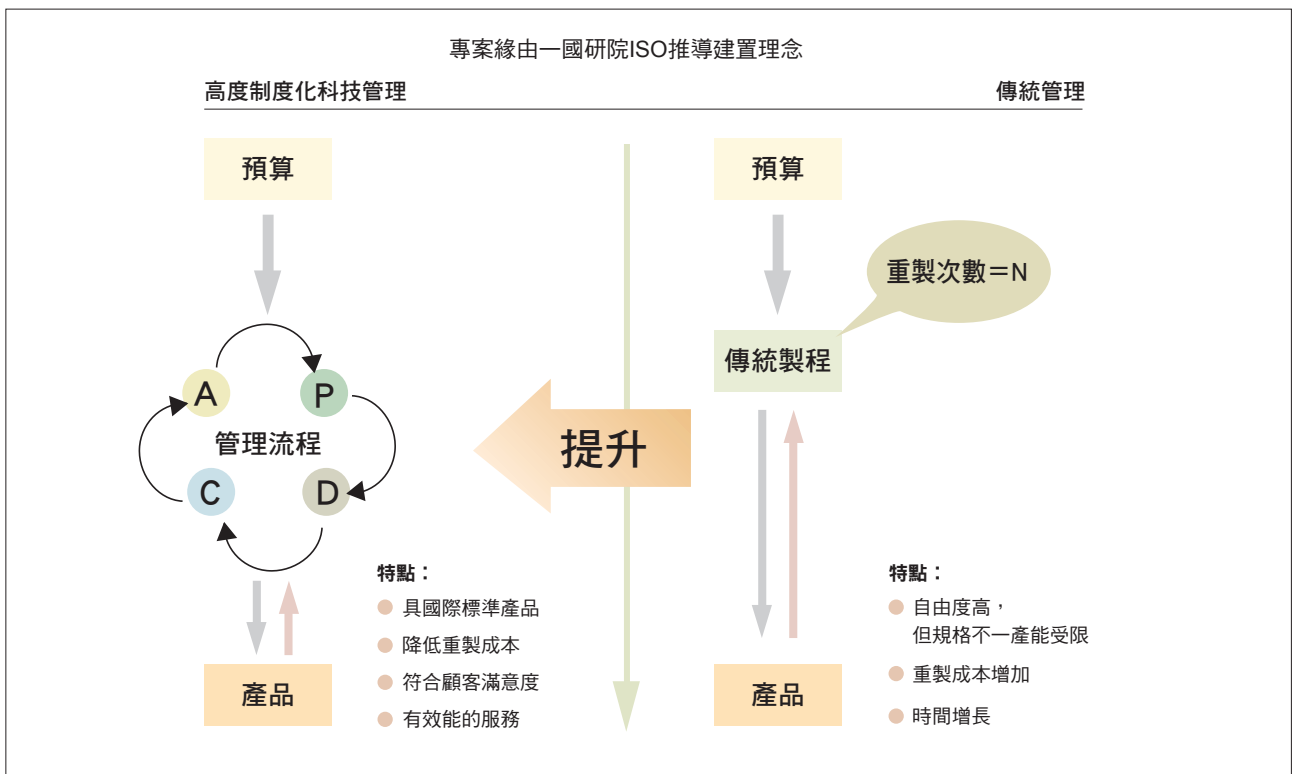 專案緣由一國研院ISO推導建置理念
高度制度化科技管理
傳統管理
預算
A
P
管理流程
C
D
產品
特點：
具國際標準產品
降低重製成本
符合顧客滿意度
有效能的服務
提升
預算
重製次數＝N
傳統製程
產品
特點：
自由度高，
但規格不一產能受限
重製成本增加
時間增長